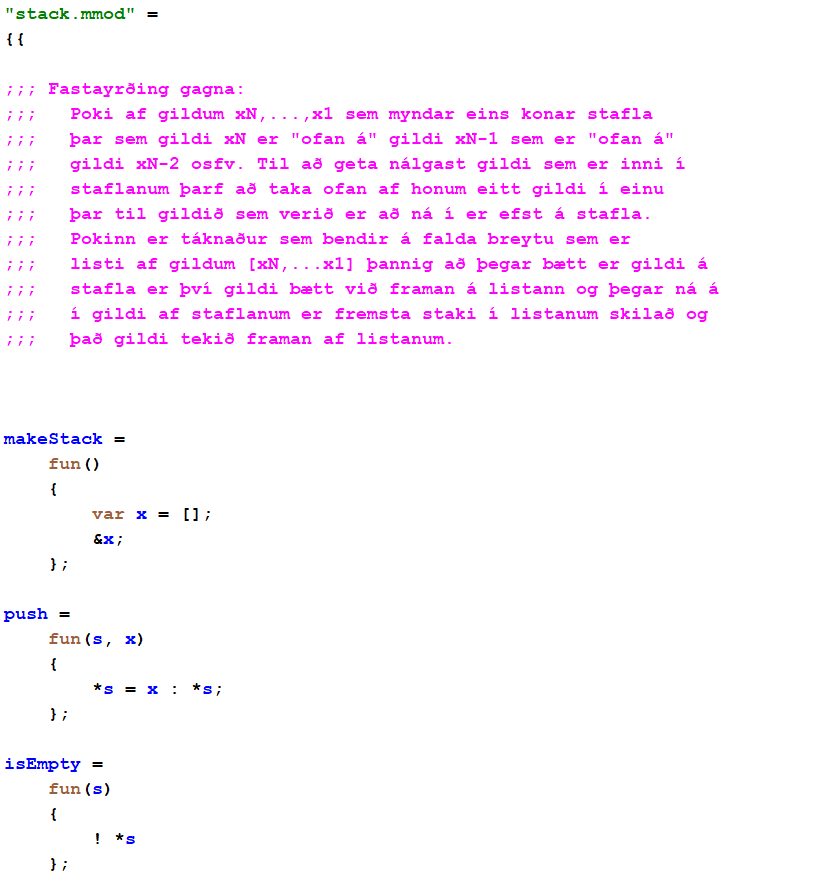 "stack.mmod" =
{{
;;; Fastayrðing gagna:
;;;   Poki af gildum xN,...,x1 sem myndar eins konar stafla
;;;   þar sem gildi xN er "ofan á" gildi xN-1 sem er "ofan á"
;;;   gildi xN-2 osfv. Til að geta nálgast gildi sem er inni í
;;;   staflanum þarf að taka ofan af honum eitt gildi í einu
;;;   þar til gildið sem verið er að ná í er efst á stafla.
;;;   Pokinn er táknaður sem bendir á falda breytu sem er
;;;   listi af gildum [xN,...x1] þannig að þegar bætt er gildi á
;;;   stafla er því gildi bætt við framan á listann og þegar ná á
;;;   í gildi af staflanum er fremsta staki í listanum skilað og
;;;   það gildi tekið framan af listanum.
makeStack =
    fun()
    {
        var x = [];
        &x;
    };
push =
    fun(s, x)
    {
        *s = x : *s;
    };
isEmpty =
    fun(s)
    {
        ! *s
    };